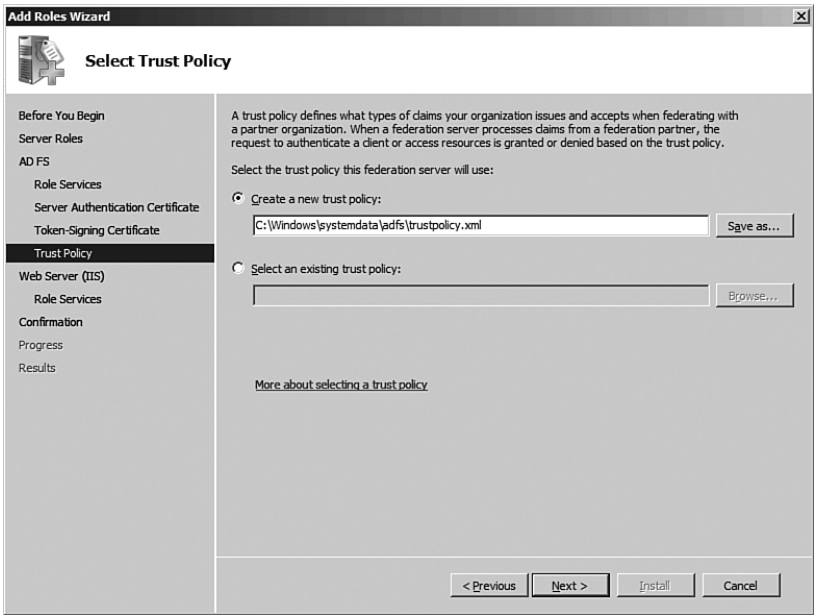 Add Roles Wizard
Select Trust Policy
Before You Begin
Server Roles
AD FS
Role Services
Server Authentication Certificate
Token-Signing Certificate
Trust Policy
Web Server (IIS)
Role Services
Confirmation
Progress
Results
A trust policy defines what types of claims your organization issues and accepts when federating with
a partner organization. When a federation server processes claims from a federation partner, the
request to authenticate a client or access resources is granted or denied based on the trust policy.
Select the trust policy this federation server will use:
Create a new trust policy:
C:\Windows\systemdata\adfs\trustpolicy.xml
Save as...
Select an existing trust policy:
Browse...
More about selecting a trust policy
< Previous
Next >
Install
Cancel